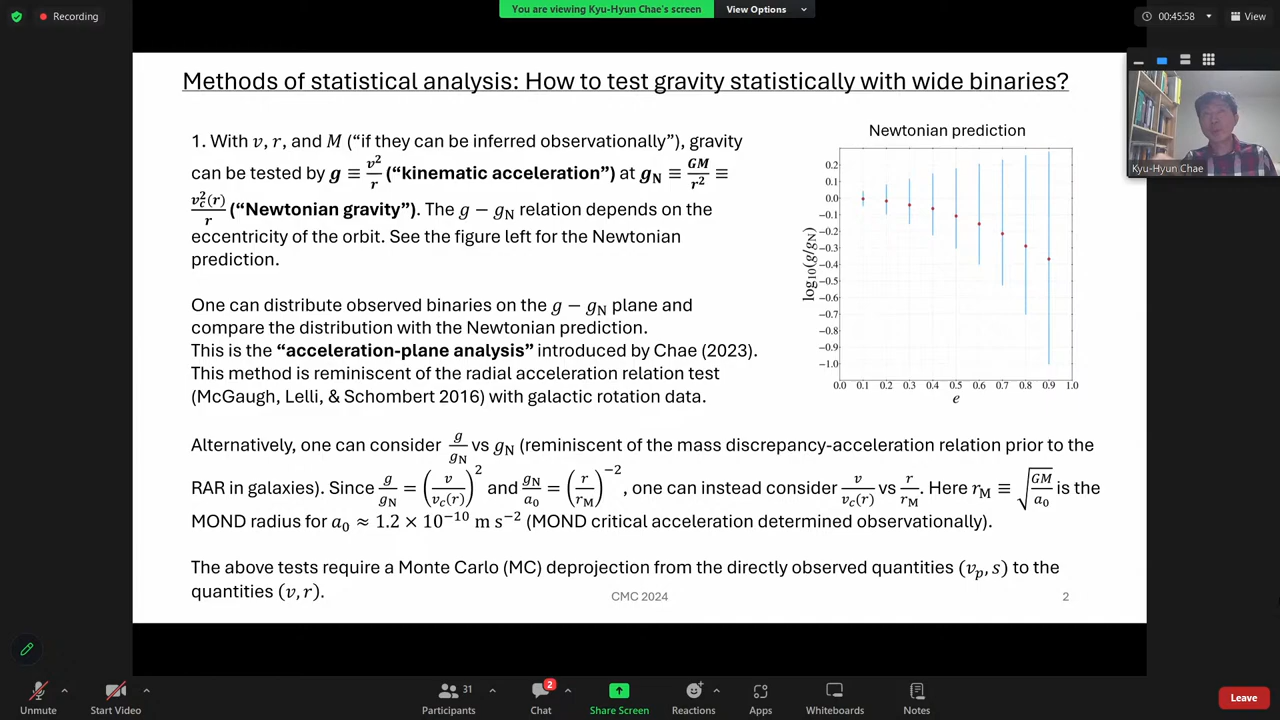 Recording
You are viewing Kyu-Hyun Chae's screen
View Options
00:45:58
View
Kyu-Hyun Chae
Methods of statistical analysis: How to test gravity statistically with wide binaries?
1. With v, r, and M (“if they can be inferred observationally”), gravity
can be tested by g ≡ v²/r (“kinematic acceleration”) at g_N ≡ GM/r² ≡
v_c²(r)/r (“Newtonian gravity”). The g − g_N relation depends on the
eccentricity of the orbit. See the figure left for the Newtonian
prediction.
One can distribute observed binaries on the g − g_N plane and
compare the distribution with the Newtonian prediction.
This is the “acceleration-plane analysis” introduced by Chae (2023).
This method is reminiscent of the radial acceleration relation test
(McGaugh, Lelli, & Schombert 2016) with galactic rotation data.
Newtonian prediction
log₁₀(g/g_N)
0.2
0.1
0.0
−0.1
−0.2
−0.3
−0.4
−0.5
−0.6
−0.7
−0.8
−0.9
−1.0
0.0 0.1 0.2 0.3 0.4 0.5 0.6 0.7 0.8 0.9 1.0
e
Alternatively, one can consider g/g_N vs g_N (reminiscent of the mass discrepancy-acceleration relation prior to the
RAR in galaxies). Since g/g_N = (v/v_c(r))² and g_N/a₀ = (r/r_M)⁻², one can instead consider v/v_c(r) vs r/r_M. Here r_M ≡ √(GM/a₀) is the
MOND radius for a₀ ≈ 1.2 × 10⁻¹⁰ m s⁻² (MOND critical acceleration determined observationally).
The above tests require a Monte Carlo (MC) deprojection from the directly observed quantities (v_p, s) to the
quantities (v, r).
CMC 2024
2
Unmute
Start Video
31
Participants
2
Chat
Share Screen
Reactions
Apps
Whiteboards
Notes
Leave